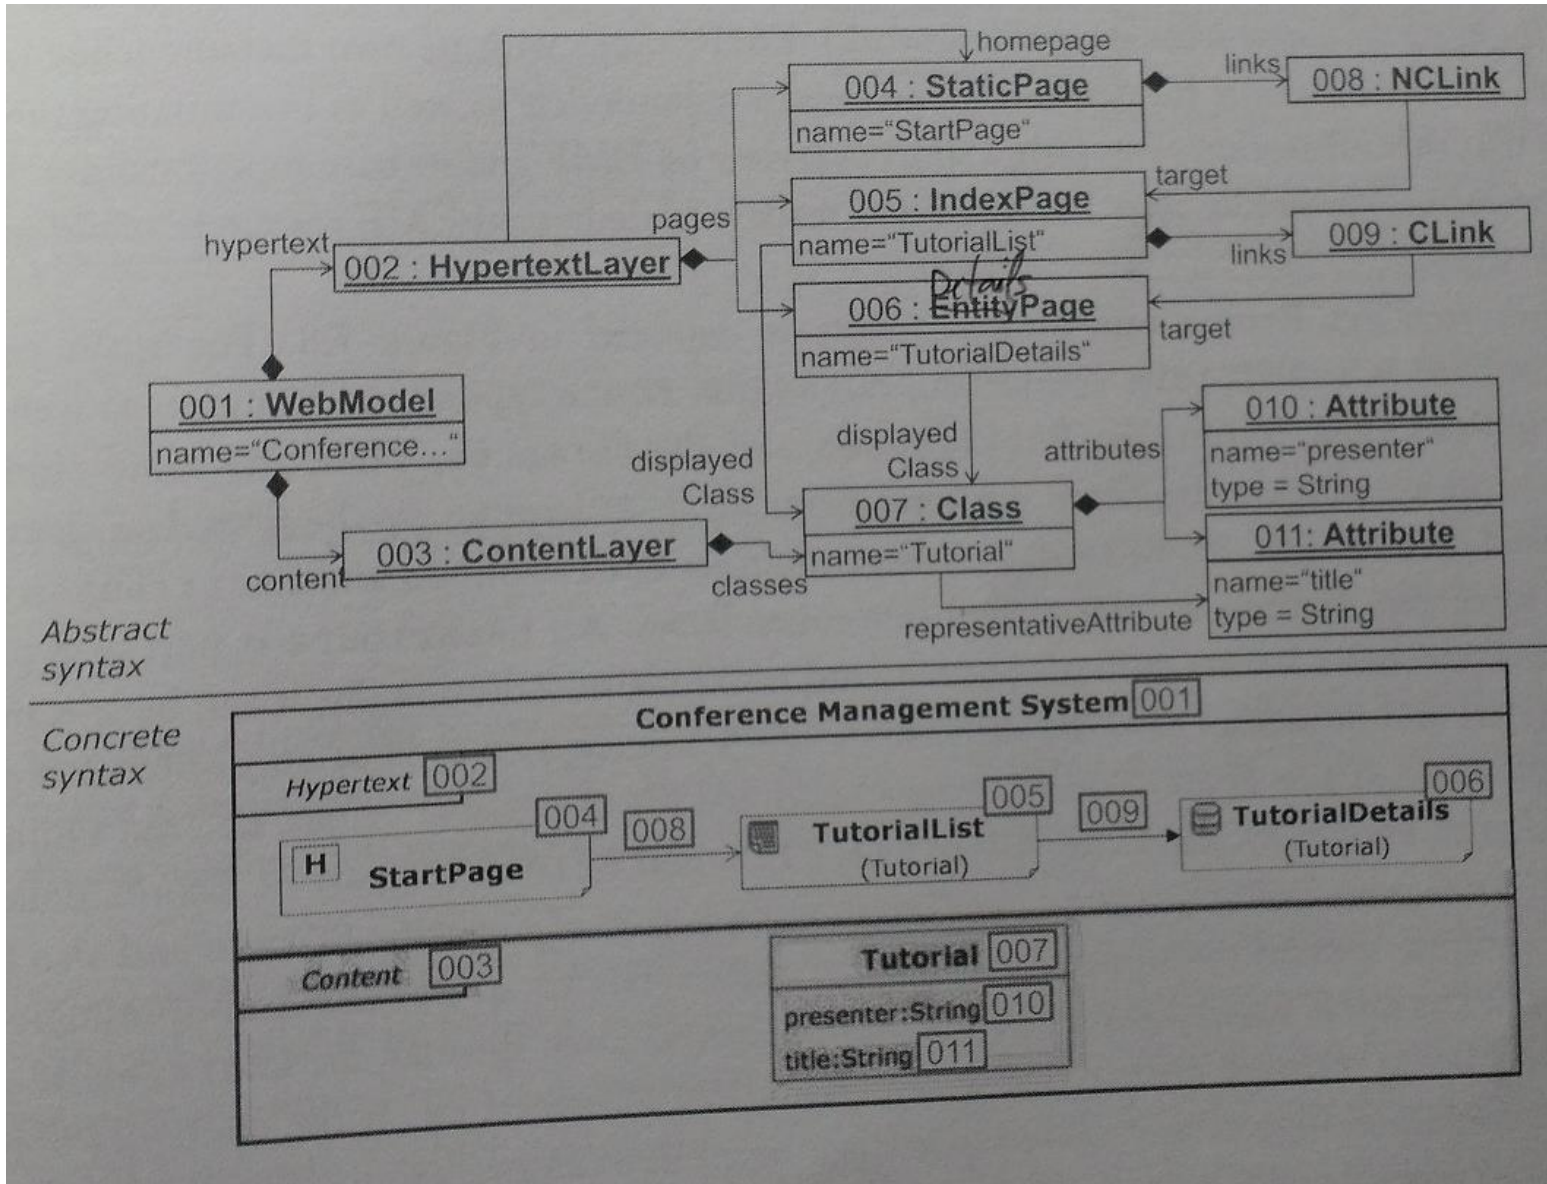 homepage
004 : StaticPage
name="StartPage"
links
008 : NCLink
target
005 : IndexPage
name="TutorialList"
pages
hypertext
002 : HypertextLayer
links
009 : CLink
Details
006 : EntityPage
name="TutorialDetails"
target
001 : WebModel
name="Conference..."
displayed
Class
displayed
Class
attributes
010 : Attribute
name="presenter"
type = String
007 : Class
name="Tutorial"
011: Attribute
name="title"
type = String
003 : ContentLayer
content
classes
representativeAttribute
Abstract
syntax
Concrete
syntax
Conference Management System 001
Hypertext 002
004
008
005
009
006
H
StartPage
TutorialList
(Tutorial)
TutorialDetails
(Tutorial)
Content 003
Tutorial 007
presenter:String 010
title:String 011